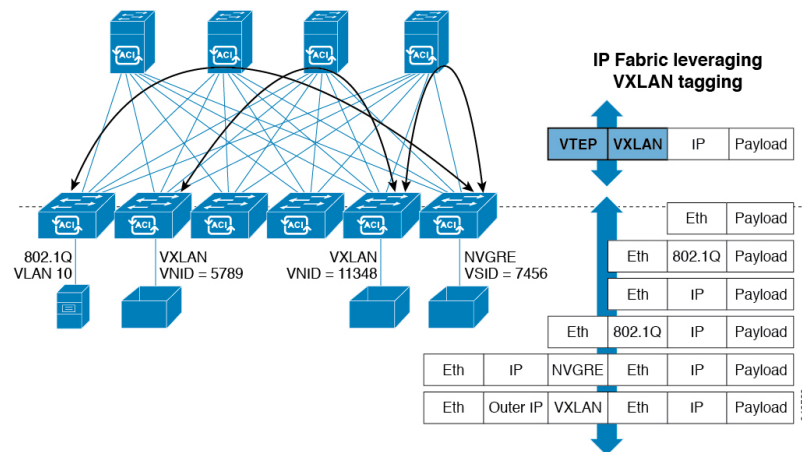 ACI ACI ACI ACI
IP Fabric leveraging
VXLAN tagging
VTEP VXLAN IP Payload
ACI ACI ACI ACI ACI ACI
802.1Q
VLAN 10
VXLAN
VNID = 5789
VXLAN
VNID = 11348
NVGRE
VSID = 7456
Eth Payload
Eth 802.1Q Payload
Eth IP Payload
Eth 802.1Q IP Payload
Eth IP NVGRE Eth IP Payload
Eth Outer IP VXLAN Eth IP Payload